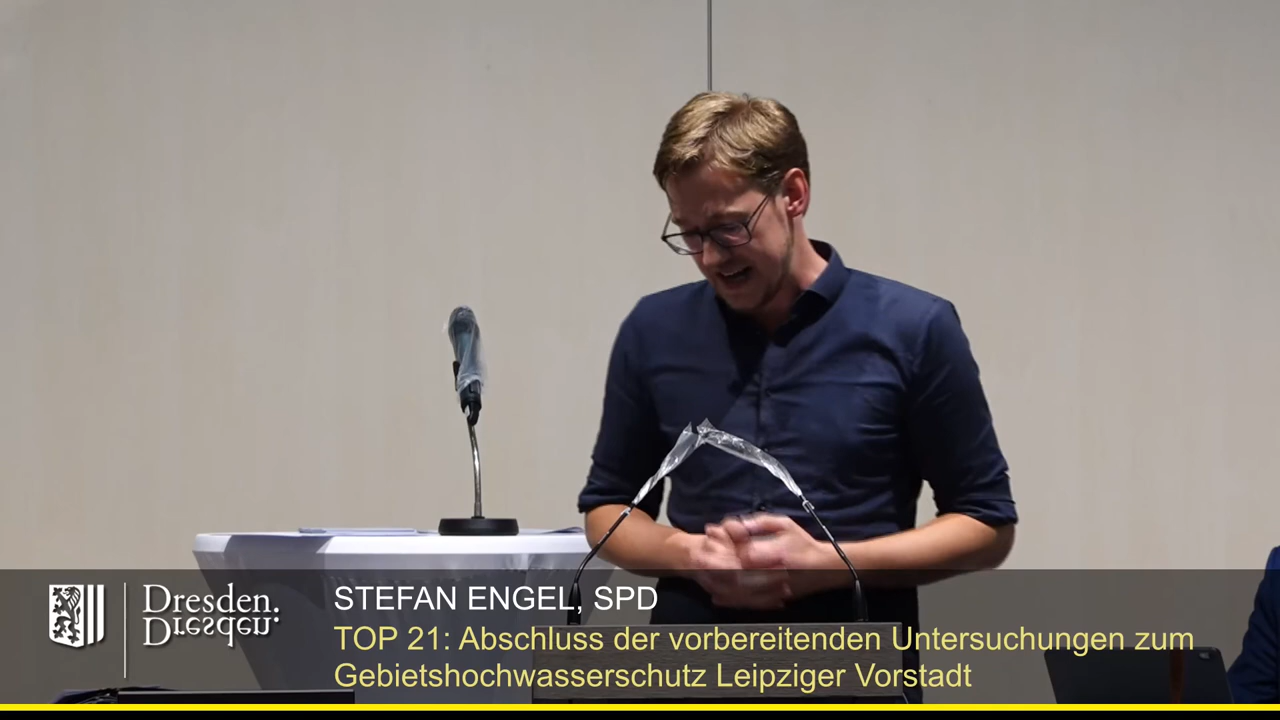 Dresden.
Dresden.
STEFAN ENGEL, SPD
TOP 21: Abschluss der vorbereitenden Untersuchungen zum
Gebietshochwasserschutz Leipziger Vorstadt